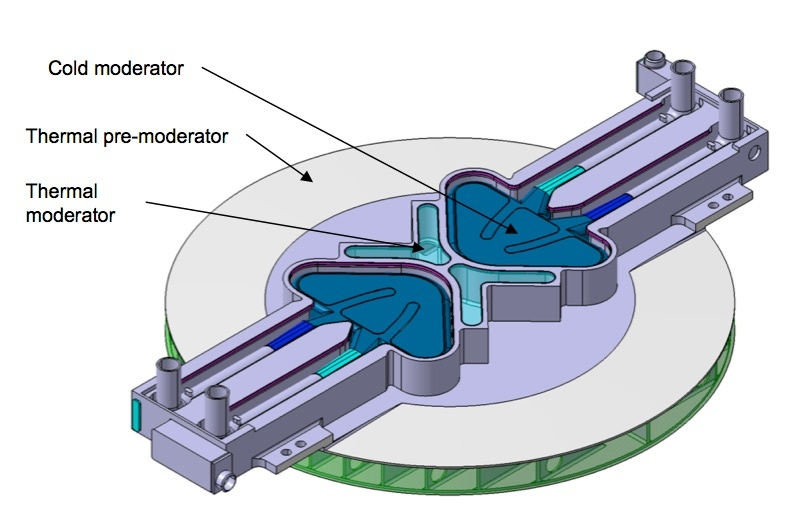 Cold moderator
Thermal pre-moderator
Thermal
moderator